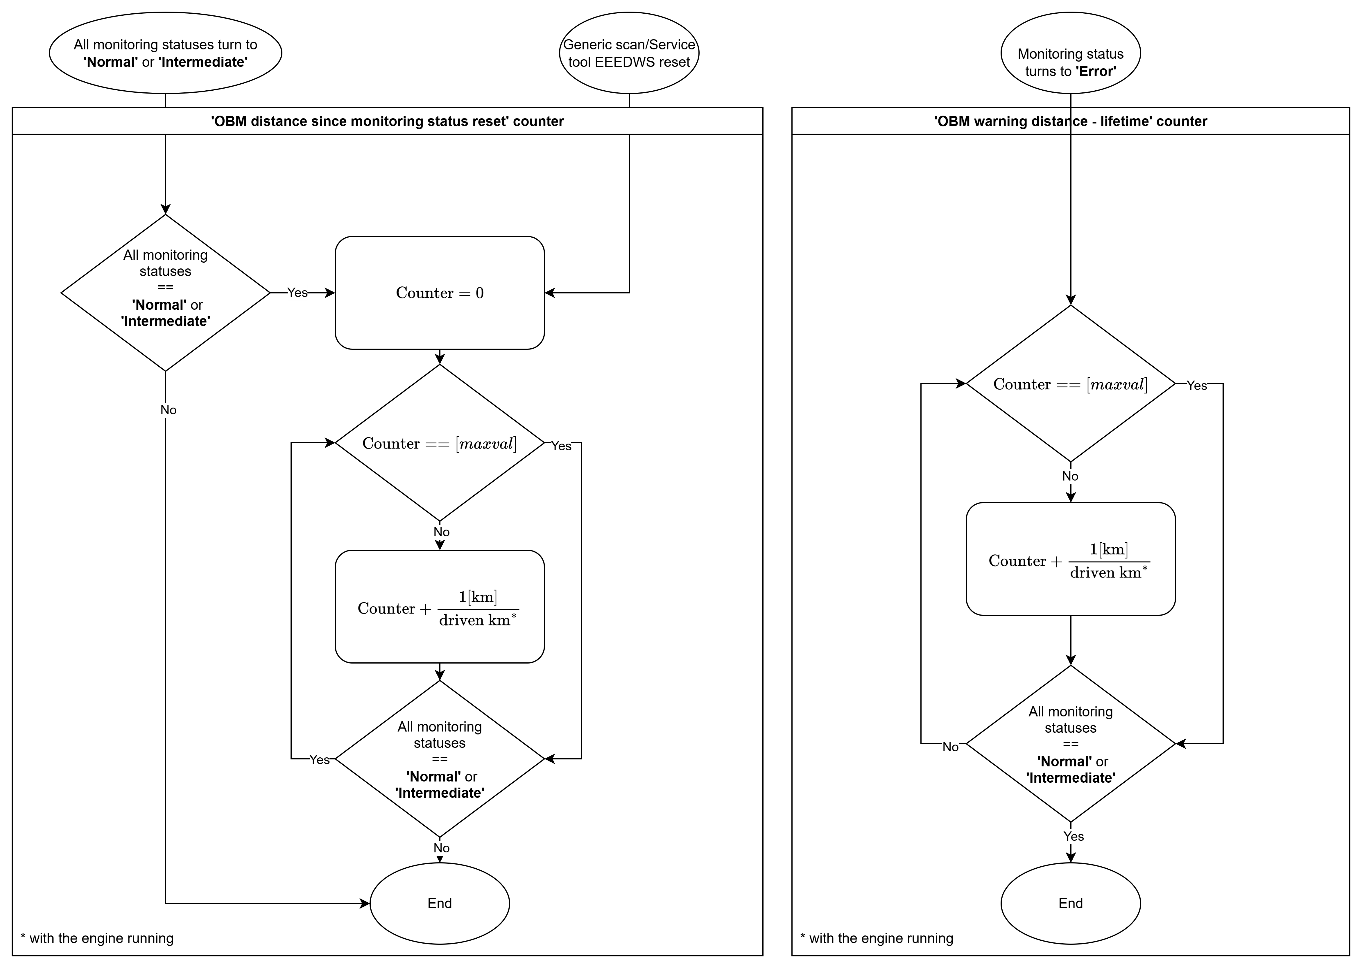 All monitoring statuses turn to
'Normal' or 'Intermediate'
Generic scan/Service
tool EEEDWS reset
'OBM distance since monitoring status reset' counter
All monitoring
statuses
==
'Normal' or
'Intermediate'
Yes
Counter = 0
No
Counter == [maxval]
Yes
No
Counter + 1[km]
driven km*
All monitoring
statuses
==
'Normal' or
'Intermediate'
Yes
No
End
* with the engine running
Monitoring status
turns to 'Error'
'OBM warning distance - lifetime' counter
Counter == [maxval]
Yes
No
Counter + 1[km]
driven km*
All monitoring
statuses
==
'Normal' or
'Intermediate'
No
Yes
End
* with the engine running